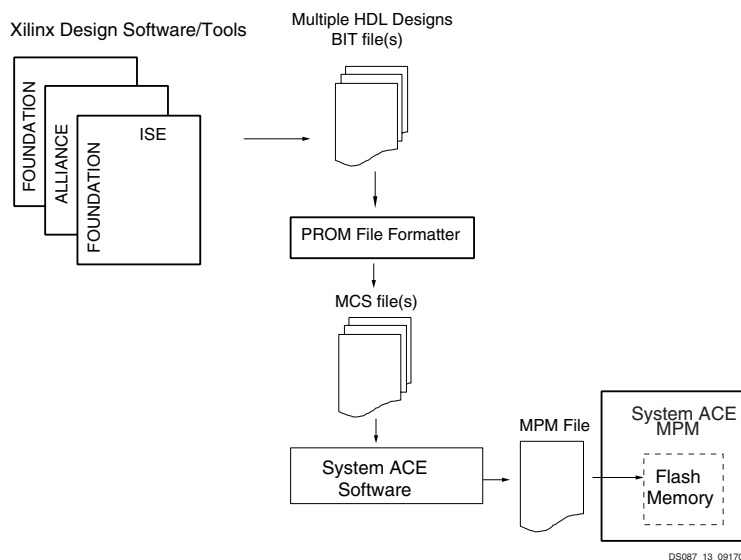 Xilinx Design Software/Tools
Multiple HDL Designs
BIT file(s)
FOUNDATION
ALLIANCE
FOUNDATION
ISE
PROM File Formatter
MCS file(s)
System ACE
Software
MPM File
System ACE
MPM
Flash
Memory
DS087_13_09170